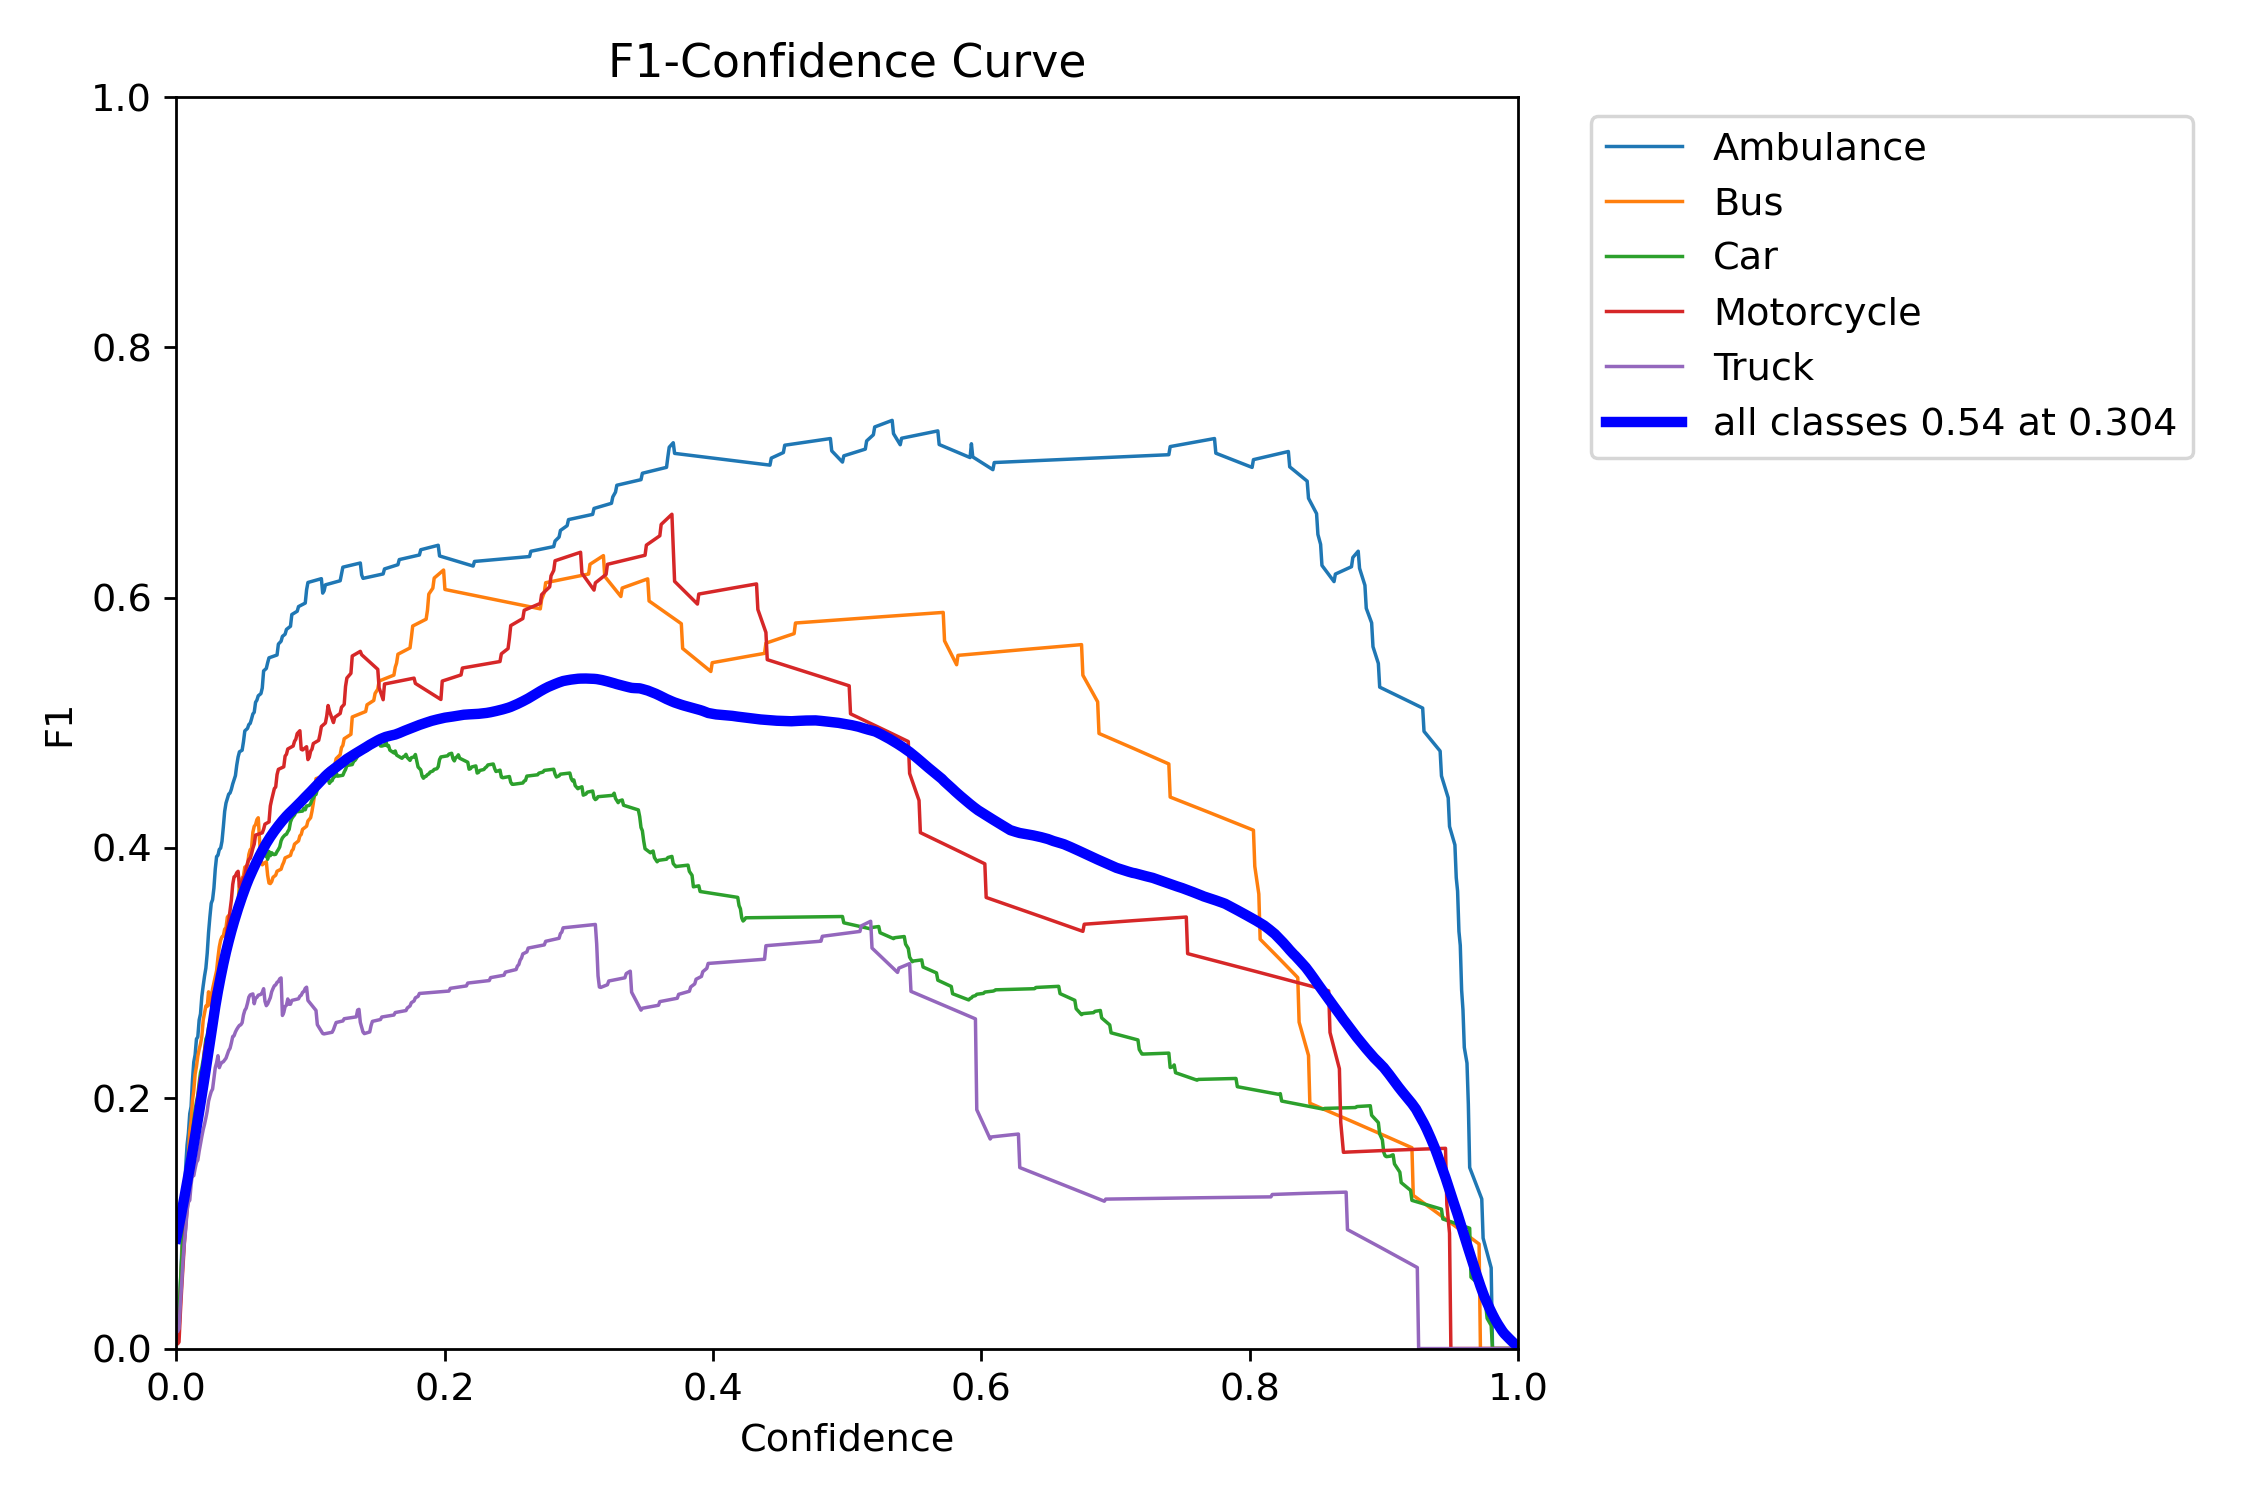 F1-Confidence Curve
1.0
0.8
0.6
0.4
0.2
0.0
F1
0.0 0.2 0.4 0.6 0.8 1.0
Confidence
Ambulance
Bus
Car
Motorcycle
Truck
all classes 0.54 at 0.304